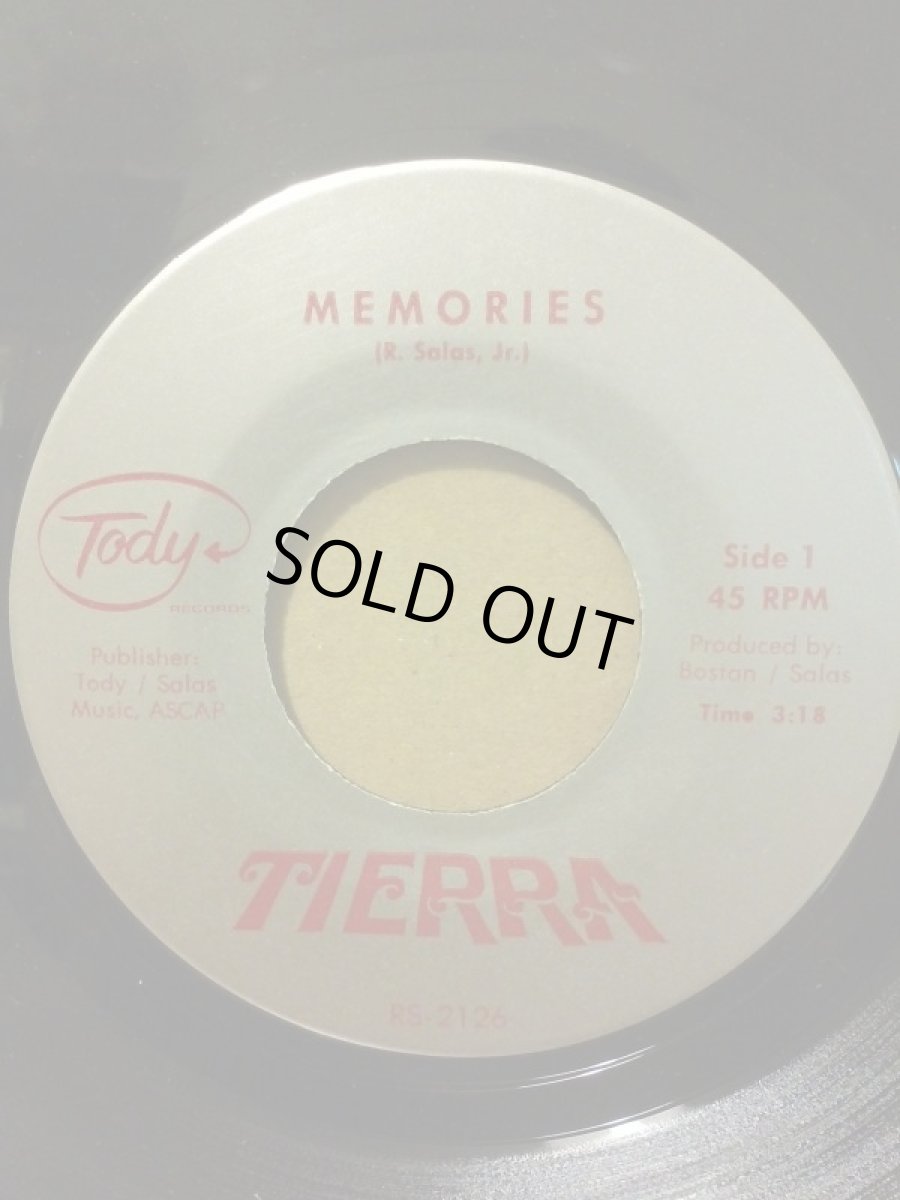 MEMORIES
(R. Salas, Jr.)
Tody
RECORDS
Publisher:
Tody / Salas
Music, ASCAP
SOLD OUT
Side 1
45 RPM
Produced by:
Bostan / Salas
Time 3:18
TIERRA
RS-2126